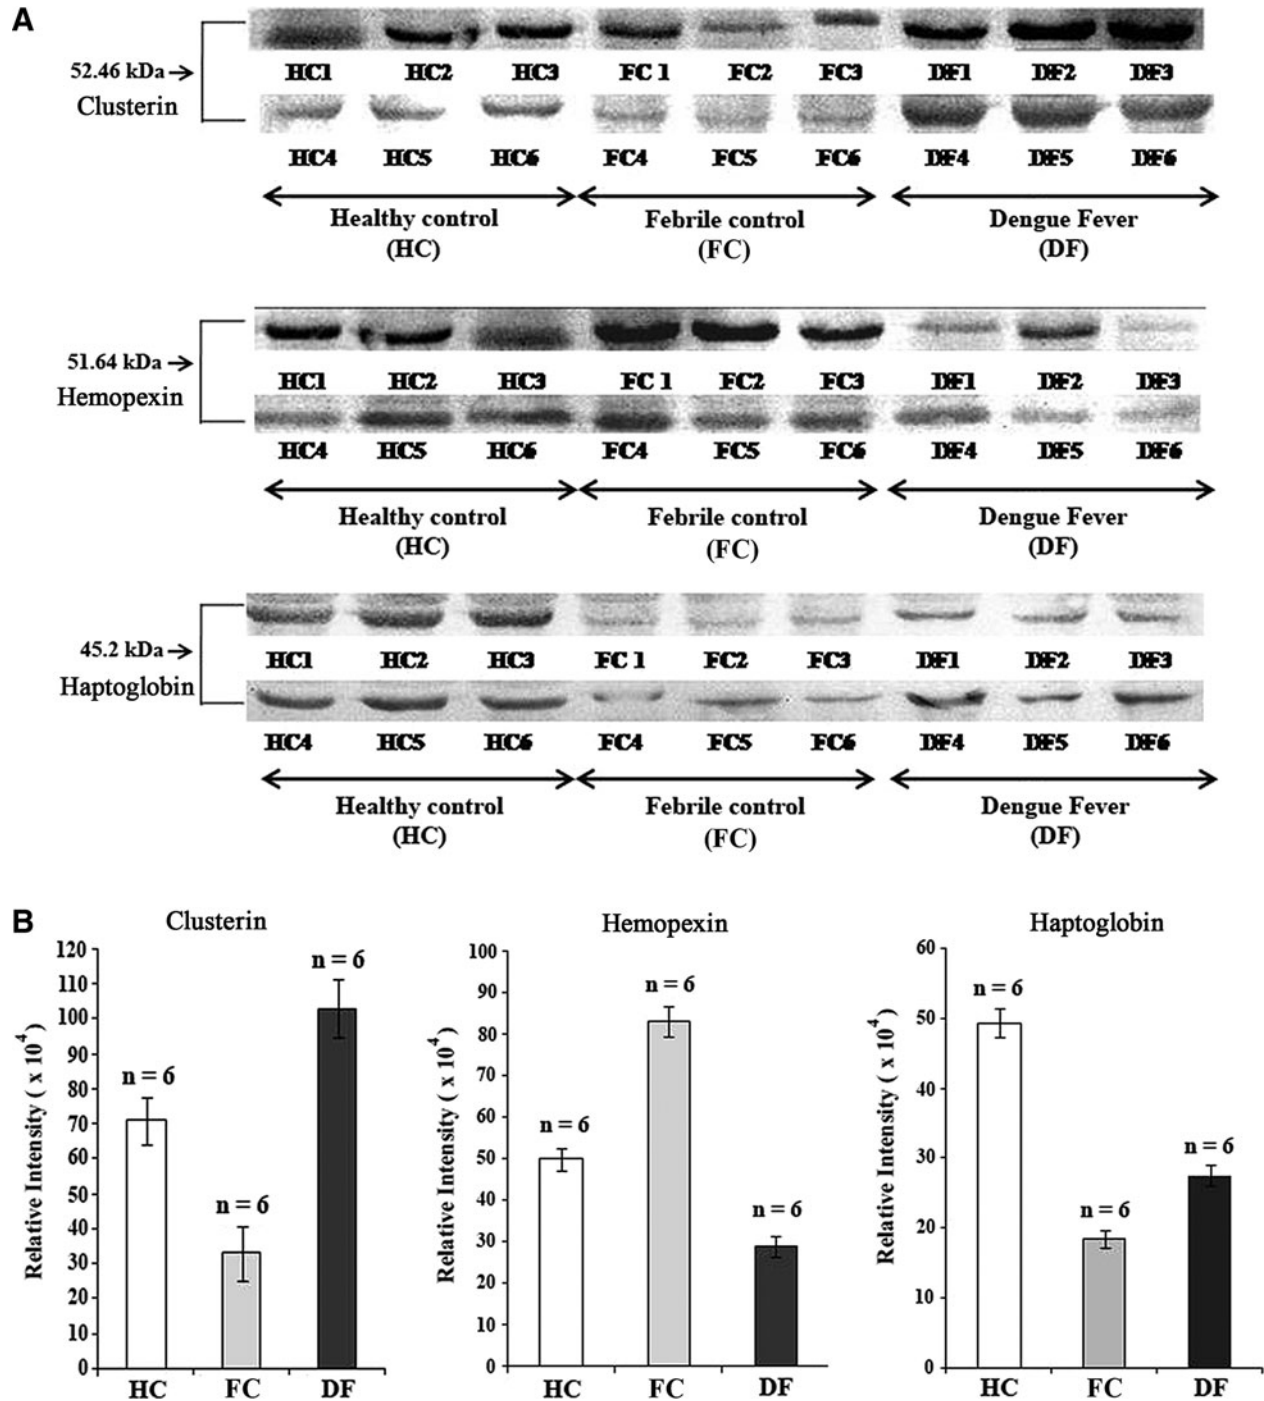 A
52.46 kDa
Clusterin
HC1 HC2 HC3 FC 1 FC2 FC3 DF1 DF2 DF3
HC4 HC5 HC6 FC4 FC5 FC6 DF4 DF5 DF6
Healthy control Febrile control Dengue Fever
(HC) (FC) (DF)
51.64 kDa
Hemopexin
HC1 HC2 HC3 FC 1 FC2 FC3 DF1 DF2 DF3
HC4 HC5 HC6 FC4 FC5 FC6 DF4 DF5 DF6
Healthy control Febrile control Dengue Fever
(HC) (FC) (DF)
45.2 kDa
Haptoglobin
HC1 HC2 HC3 FC 1 FC2 FC3 DF1 DF2 DF3
HC4 HC5 HC6 FC4 FC5 FC6 DF4 DF5 DF6
Healthy control Febrile control Dengue Fever
(HC) (FC) (DF)
B
Clusterin
Relative Intensity ( x 10⁴ )
120
110
100
90
80
70
60
50
40
30
20
10
0
n = 6
n = 6
n = 6
HC FC DF
Hemopexin
Relative Intensity ( x 10⁴ )
100
90
80
70
60
50
40
30
20
10
0
n = 6
n = 6
n = 6
HC FC DF
Haptoglobin
Relative Intensity ( x 10⁴ )
60
50
40
30
20
10
0
n = 6
n = 6
n = 6
HC FC DF